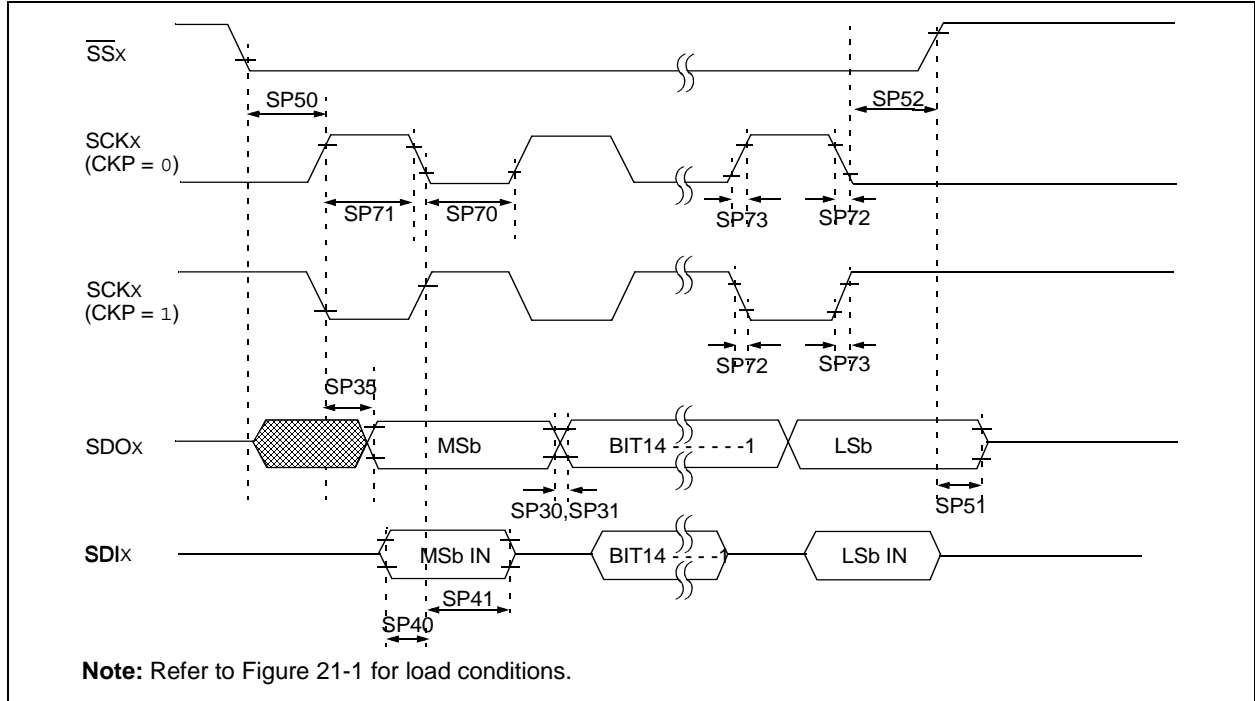 SSX
SP50
SP52
SCKX
(CKP = 0)
SP71
SP70
SP73
SP72
SCKX
(CKP = 1)
SP72
SP73
SP35
SDOX
MSb
BIT14 - - - - - -1
LSb
SP30,SP31
SP51
SDIX
MSb IN
BIT14 - - - -1
LSb IN
SP41
SP40
Note: Refer to Figure 21-1 for load conditions.